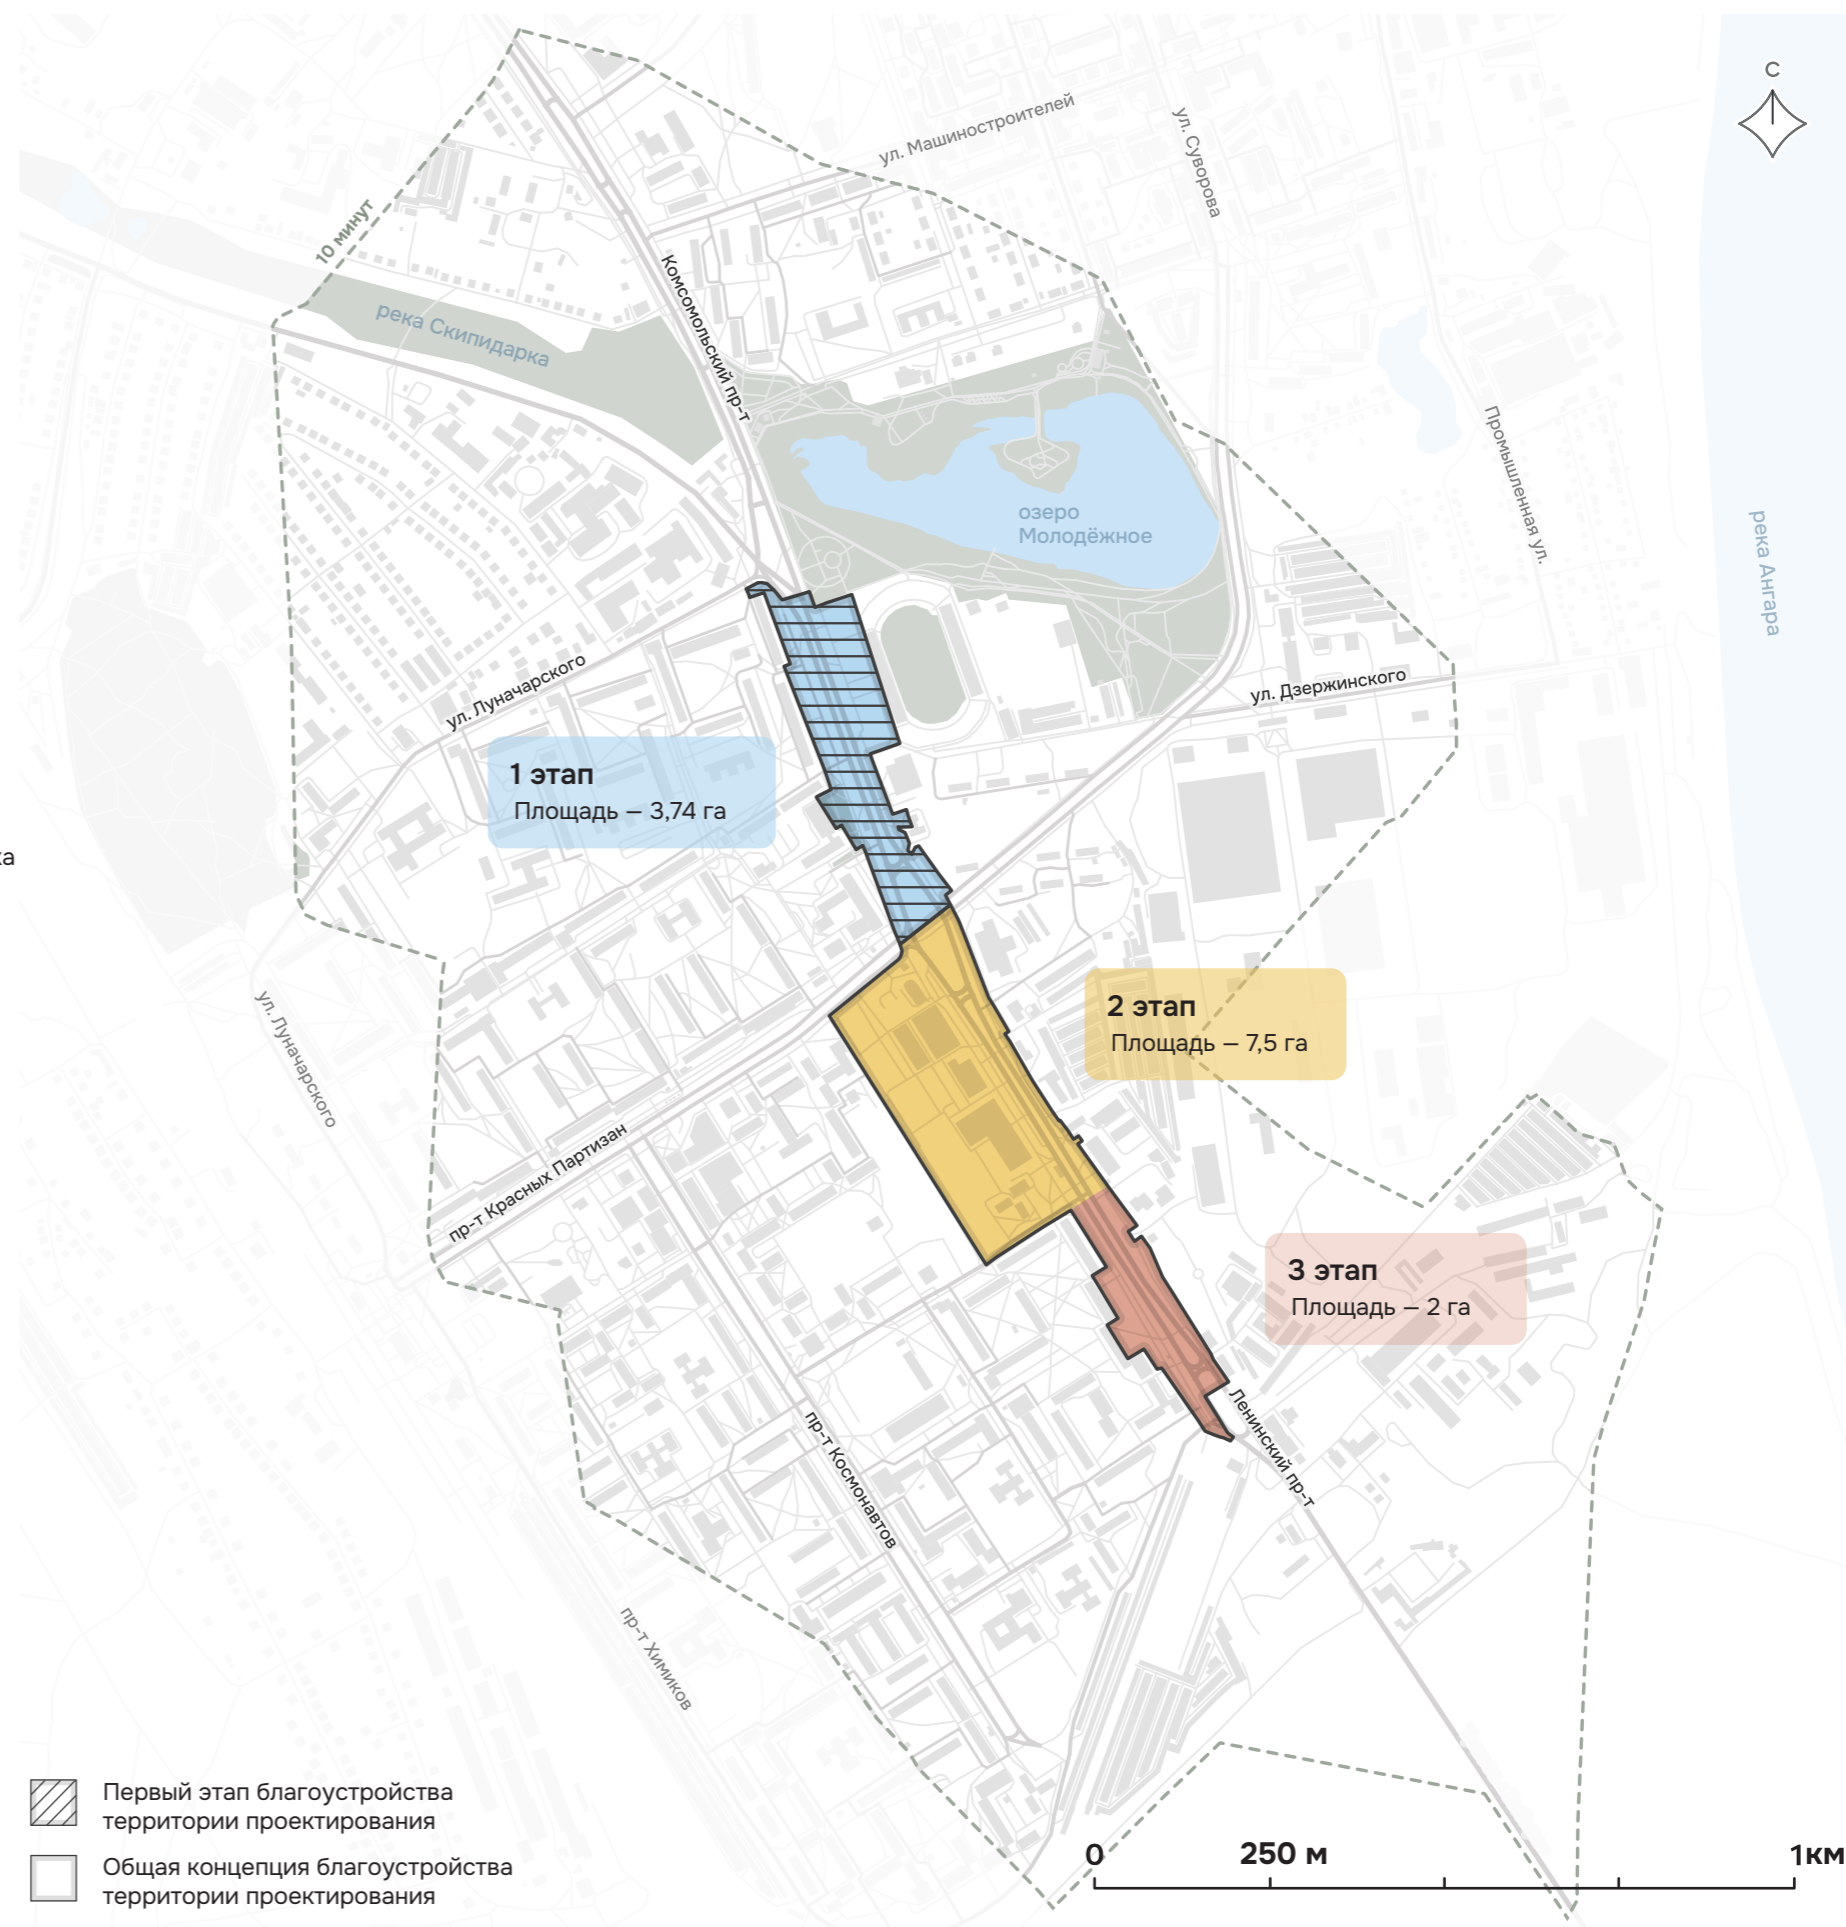 С
ул. Машиностроителей
ул. Суворова
10 минут
Комсомольский пр-т
река Скипидарка
Промышленная ул.
озеро
Молодёжное
река Ангара
ул. Луначарского
ул. Дзержинского
1 этап
Площадь – 3,74 га
ка
2 этап
Площадь – 7,5 га
ул. Луначарского
пр-т Красных Партизан
3 этап
Площадь – 2 га
Ленинский пр-т
пр-т Космонавтов
пр-т Химиков
Первый этап благоустройства
территории проектирования
Общая концепция благоустройства
территории проектирования
0 250 м 1км